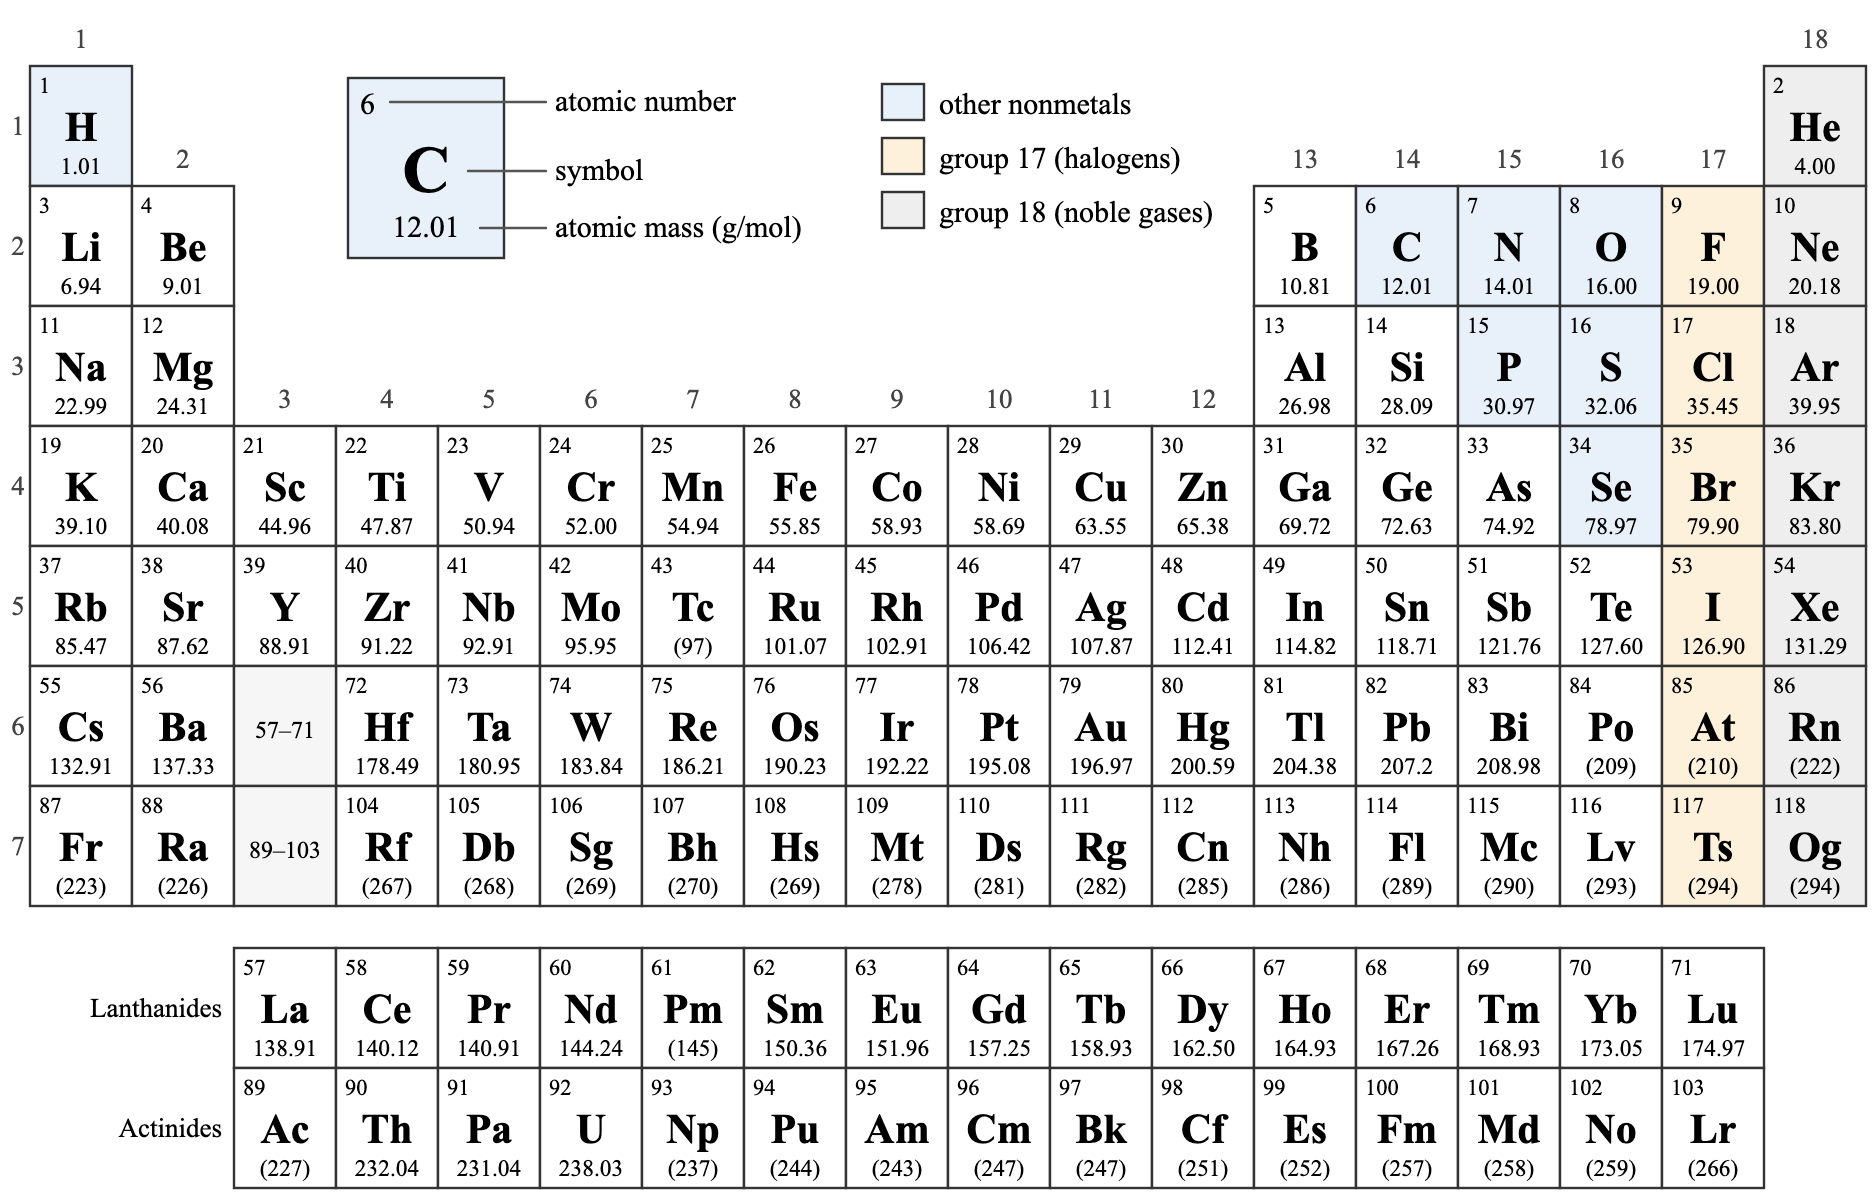 1 18
1 H 1.01
2 He 4.00
6 atomic number
C symbol
12.01 atomic mass (g/mol)
other nonmetals
group 17 (halogens)
group 18 (noble gases)
1
2 13 14 15 16 17
3 4 5 6 7 8 9 10
Li Be B C N O F Ne
6.94 9.01 10.81 12.01 14.01 16.00 19.00 20.18
2
11 12 13 14 15 16 17 18
Na Mg Al Si P S Cl Ar
22.99 24.31 26.98 28.09 30.97 32.06 35.45 39.95
3
3 4 5 6 7 8 9 10 11 12
19 20 21 22 23 24 25 26 27 28 29 30 31 32 33 34 35 36
4 K Ca Sc Ti V Cr Mn Fe Co Ni Cu Zn Ga Ge As Se Br Kr
39.10 40.08 44.96 47.87 50.94 52.00 54.94 55.85 58.93 58.69 63.55 65.38 69.72 72.63 74.92 78.97 79.90 83.80
37 38 39 40 41 42 43 44 45 46 47 48 49 50 51 52 53 54
5 Rb Sr Y Zr Nb Mo Tc Ru Rh Pd Ag Cd In Sn Sb Te I Xe
85.47 87.62 88.91 91.22 92.91 95.95 (97) 101.07 102.91 106.42 107.87 112.41 114.82 118.71 121.76 127.60 126.90 131.29
55 56 72 73 74 75 76 77 78 79 80 81 82 83 84 85 86
6 Cs Ba 57–71 Hf Ta W Re Os Ir Pt Au Hg Tl Pb Bi Po At Rn
132.91 137.33 178.49 180.95 183.84 186.21 190.23 192.22 195.08 196.97 200.59 204.38 207.2 208.98 (209) (210) (222)
87 88 104 105 106 107 108 109 110 111 112 113 114 115 116 117 118
7 Fr Ra 89–103 Rf Db Sg Bh Hs Mt Ds Rg Cn Nh Fl Mc Lv Ts Og
(223) (226) (267) (268) (269) (270) (269) (278) (281) (282) (285) (286) (289) (290) (293) (294) (294)
57 58 59 60 61 62 63 64 65 66 67 68 69 70 71
Lanthanides La Ce Pr Nd Pm Sm Eu Gd Tb Dy Ho Er Tm Yb Lu
138.91 140.12 140.91 144.24 (145) 150.36 151.96 157.25 158.93 162.50 164.93 167.26 168.93 173.05 174.97
89 90 91 92 93 94 95 96 97 98 99 100 101 102 103
Actinides Ac Th Pa U Np Pu Am Cm Bk Cf Es Fm Md No Lr
(227) 232.04 231.04 238.03 (237) (244) (243) (247) (247) (251) (252) (257) (258) (259) (266)